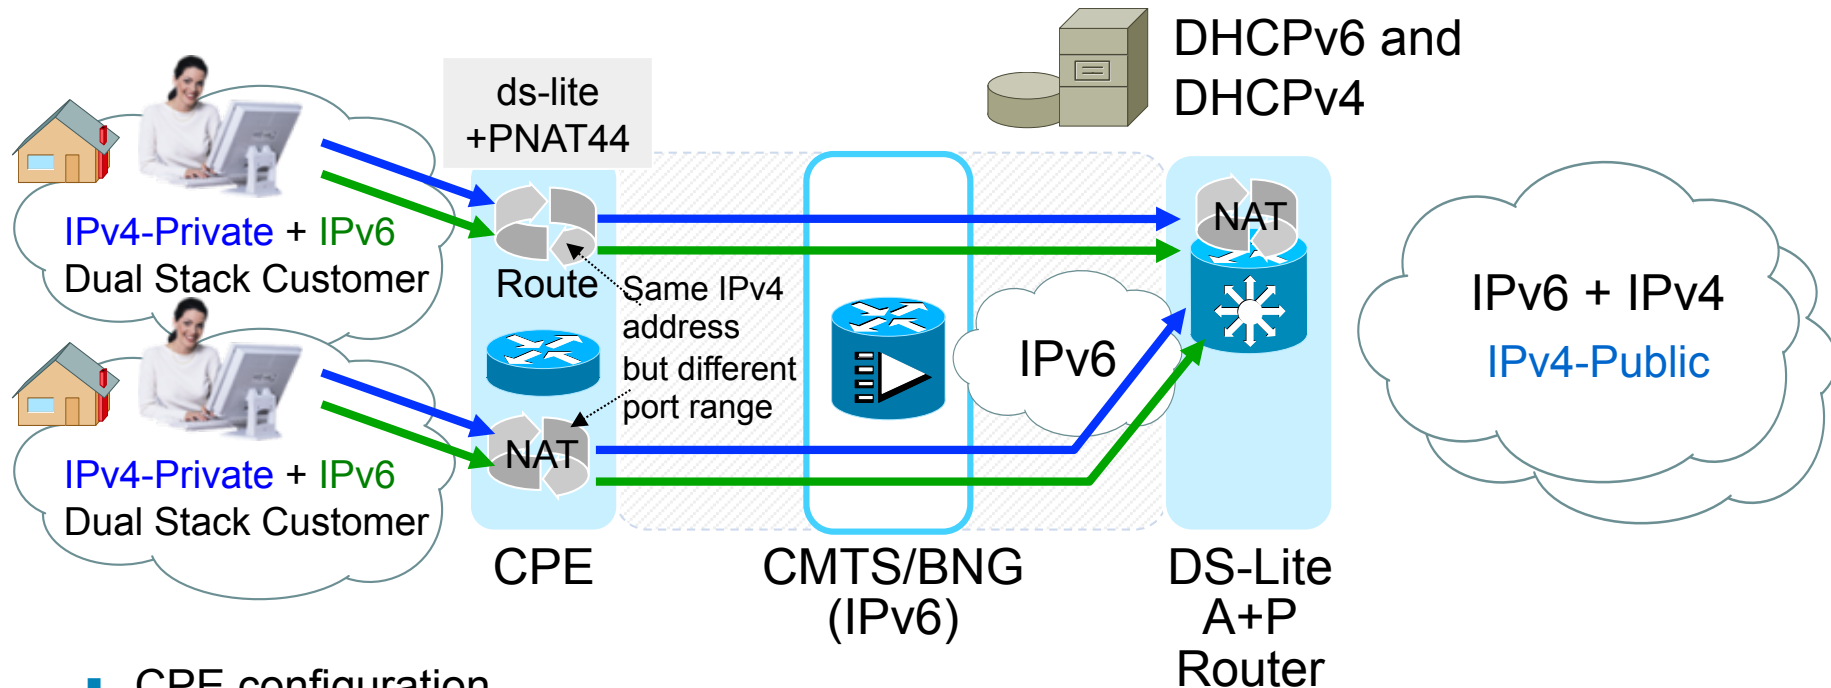 DHCPv6 and
DHCPv4
ds-lite
+PNAT44
IPv4-Private + IPv6
Dual Stack Customer
Route
Same IPv4
address
but different
port range
NAT
IPv6
NAT
IPv6 + IPv4
IPv4-Public
IPv4-Private + IPv6
Dual Stack Customer
CPE
CMTS/BNG
(IPv6)
DS-Lite
A+P
Router
▪ CPE configuration